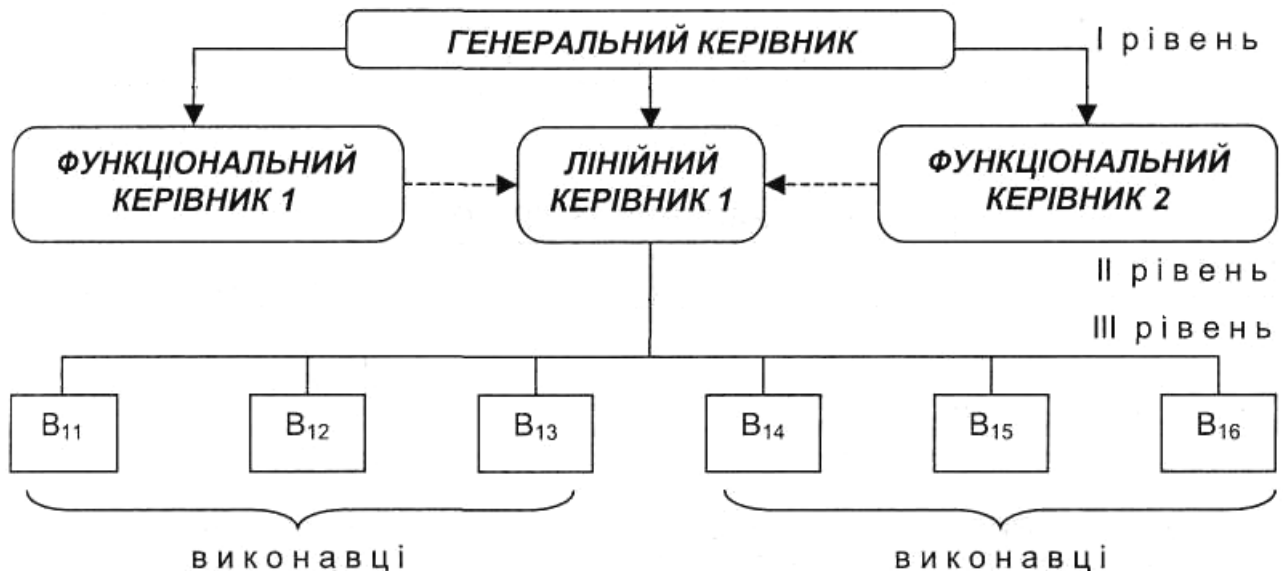 ГЕНЕРАЛЬНИЙ КЕРІВНИК
І рівень
ФУНКЦІОНАЛЬНИЙ
КЕРІВНИК 1
ЛІНІЙНИЙ
КЕРІВНИК 1
ФУНКЦІОНАЛЬНИЙ
КЕРІВНИК 2
ІІ рівень
ІІІ рівень
В₁₁
В₁₂
В₁₃
В₁₄
В₁₅
В₁₆
виконавці
виконавці